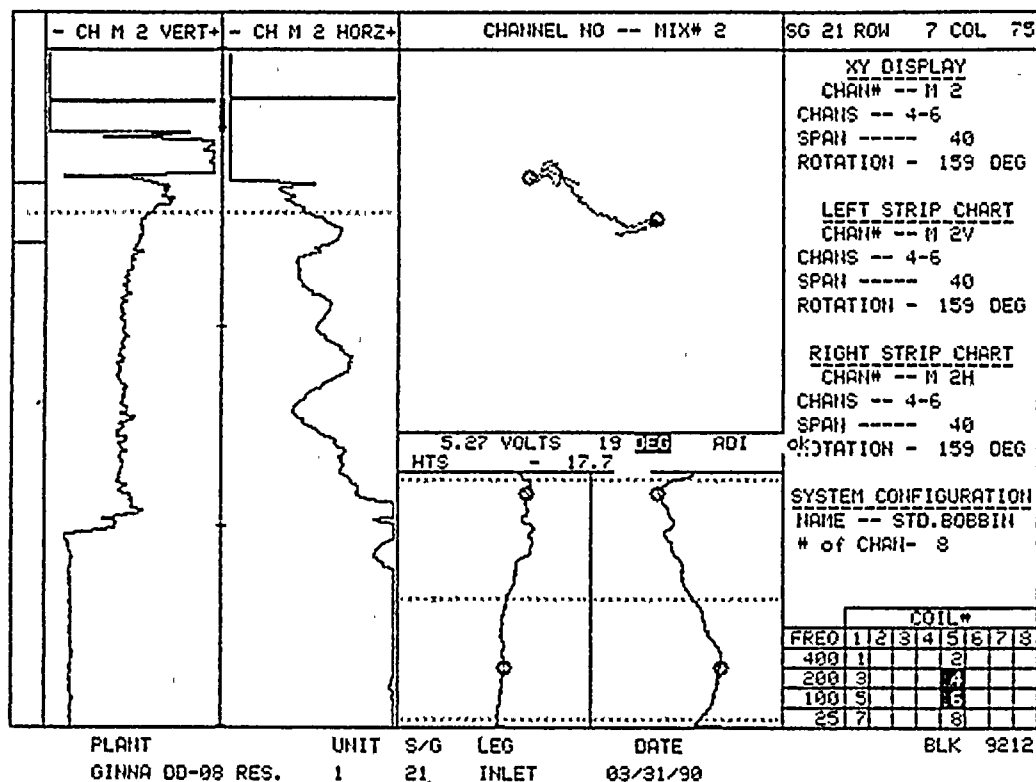 - CH M 2 VERT+ - CH M 2 HORZ+ CHANNEL NO -- MIX# 2 SG 21 ROW 7 COL 75
XY DISPLAY
CHAN# -- M 2
CHANS -- 4-6
SPAN ----- 40
ROTATION - 159 DEG
LEFT STRIP CHART
CHAN# -- M 2V
CHANS -- 4-6
SPAN ----- 40
ROTATION - 159 DEG
RIGHT STRIP CHART
CHAN# -- M 2H
CHANS -- 4-6
SPAN ----- 40
ROTATION - 159 DEG
5.27 VOLTS 19 DEG ADI ok
HTS - 17.7
SYSTEM CONFIGURATION
NAME -- STD.BOBBIN
# of CHAN- 8
COIL#
FREQ 1 2 3 4 5 6 7 8
400 1 2
200 3 4
100 5 6
25 7 8
PLANT UNIT S/G LEG DATE BLK 9212
GINNA DD-08 RES. 1 21 INLET 03/31/90